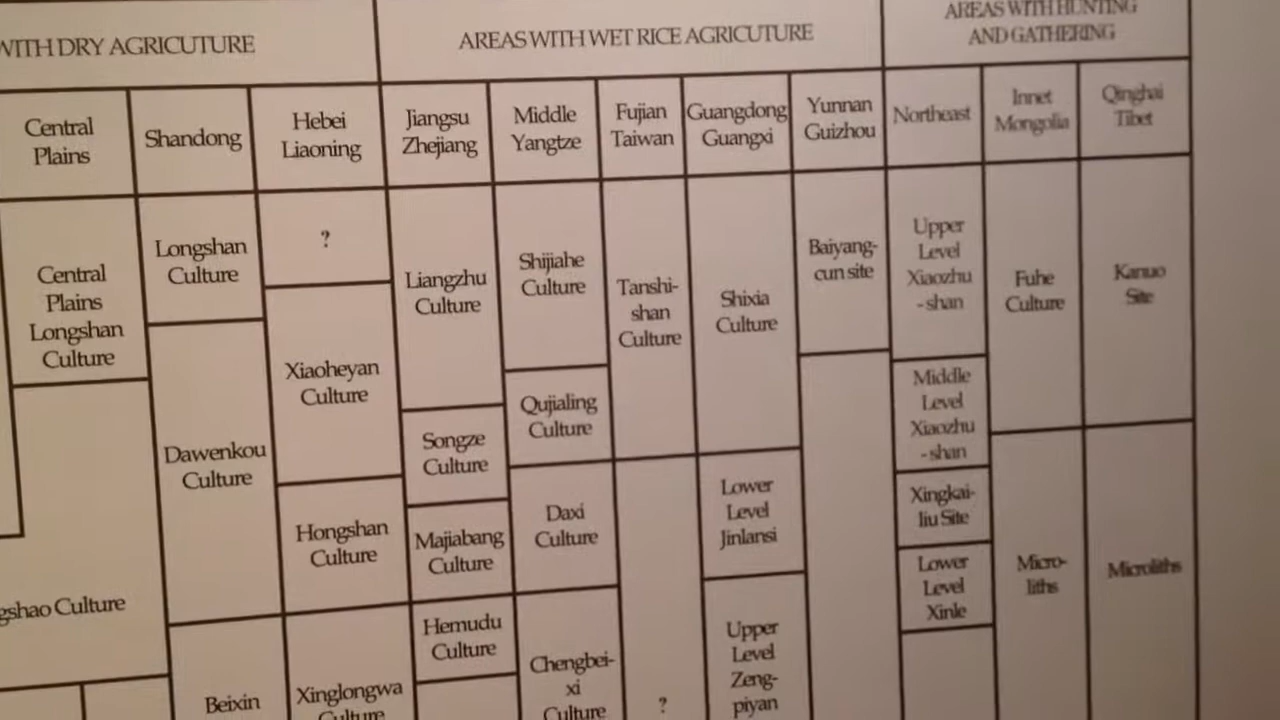 WITH DRY AGRICUTURE
AREAS WITH WET RICE AGRICUTURE
AREAS WITH HUNTING
AND GATHERING
Central
Plains
Shandong
Hebei
Liaoning
Jiangsu
Zhejiang
Middle
Yangtze
Fujian
Taiwan
Guangdong
Guangxi
Yunnan
Guizhou
Northeast
Innet
Mongolia
Qinghai
Tibet
Central
Plains
Longshan
Culture
Longshan
Culture
?
Liangzhu
Culture
Shijiahe
Culture
Tanshi-
shan
Culture
Shixia
Culture
Baiyang-
cun site
Upper
Level
Xiaozhu
-shan
Fuhe
Culture
Kanuo
Site
Xiaoheyan
Culture
Dawenkou
Culture
Songze
Culture
Qujialing
Culture
Middle
Level
Xiaozhu
-shan
Hongshan
Culture
Majiabang
Culture
Daxi
Culture
Lower
Level
Jinlansi
Xingkai-
liu Site
Lower
Level
Xinle
Micro-
liths
Microliths
gshao Culture
Hemudu
Culture
Chengbei-
xi
Culture
?
Upper
Level
Zeng-
piyan
Beixin
Xinglongwa
Culture